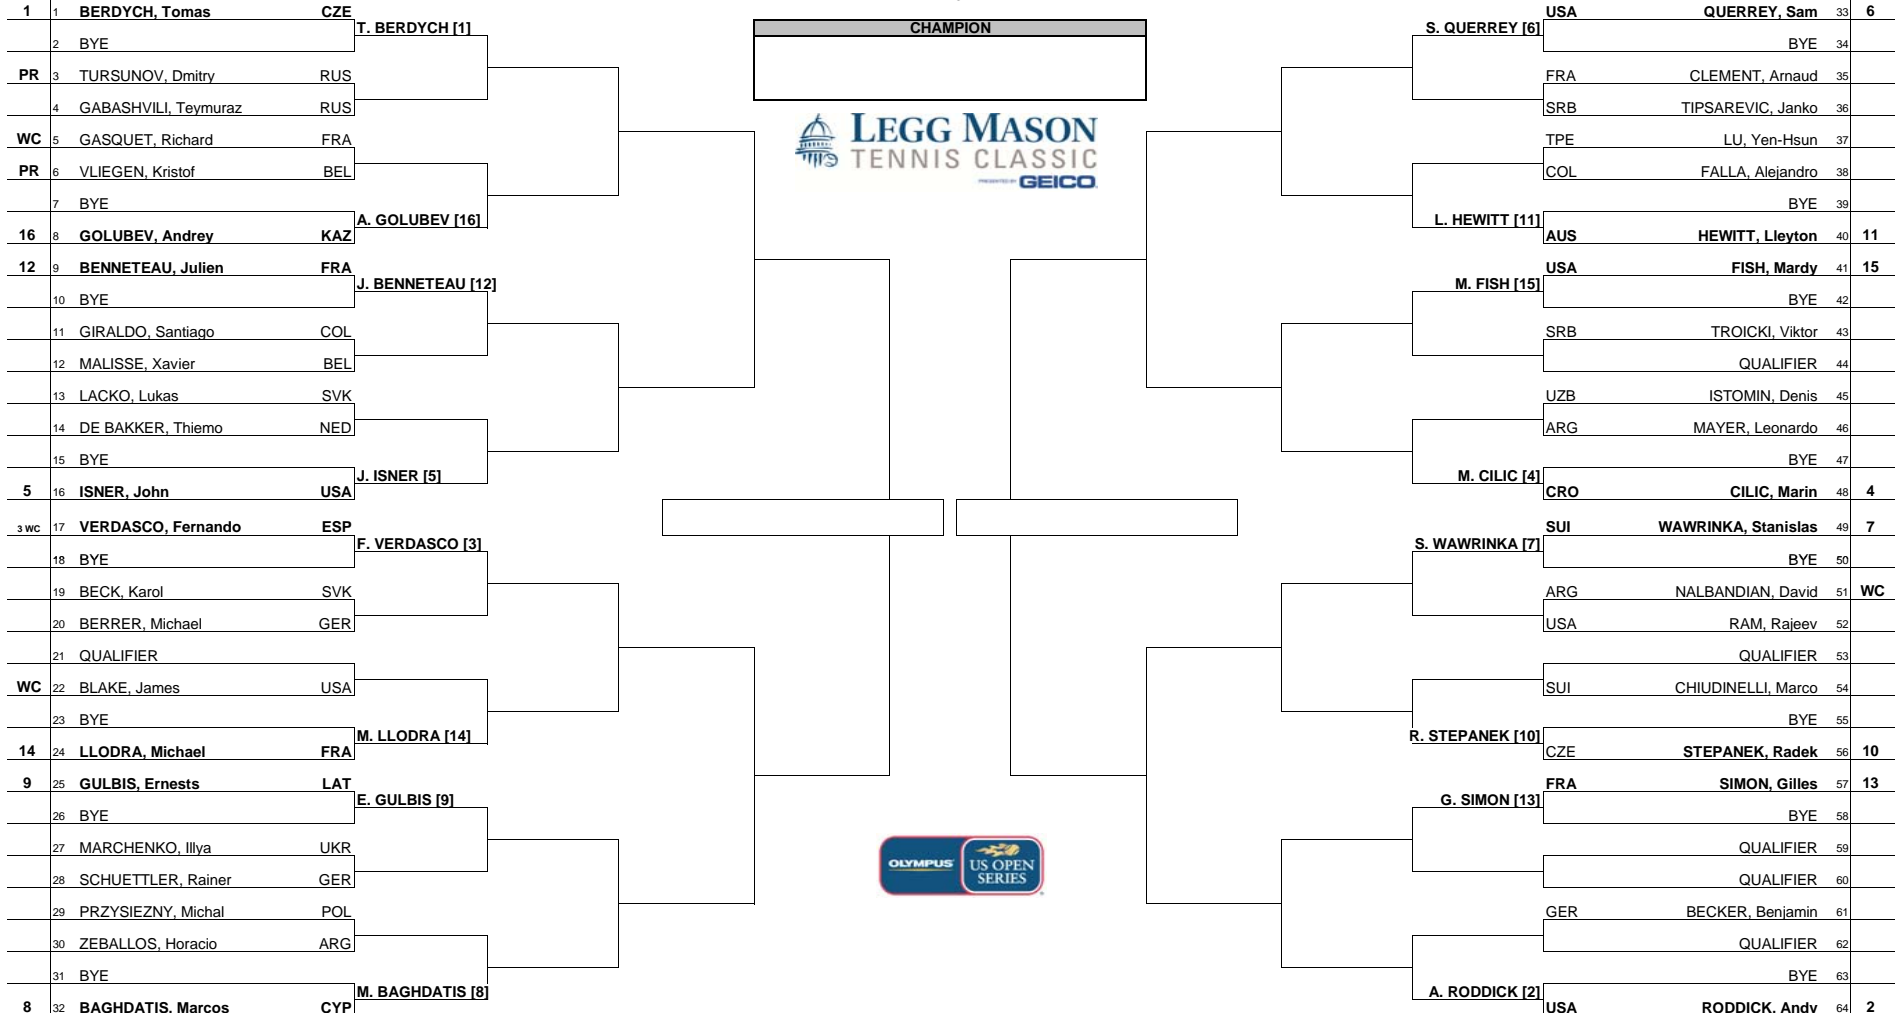 1 1 BERDYCH, Tomas CZE
T. BERDYCH [1]
2 BYE
PR 3 TURSUNOV, Dmitry RUS
4 GABASHVILI, Teymuraz RUS
WC 5 GASQUET, Richard FRA
PR 6 VLIEGEN, Kristof BEL
7 BYE
A. GOLUBEV [16]
16 8 GOLUBEV, Andrey KAZ
12 9 BENNETEAU, Julien FRA
J. BENNETEAU [12]
10 BYE
11 GIRALDO, Santiago COL
12 MALISSE, Xavier BEL
13 LACKO, Lukas SVK
14 DE BAKKER, Thiemo NED
15 BYE
J. ISNER [5]
5 16 ISNER, John USA
3 WC 17 VERDASCO, Fernando ESP
F. VERDASCO [3]
18 BYE
19 BECK, Karol SVK
20 BERRER, Michael GER
21 QUALIFIER
WC 22 BLAKE, James USA
23 BYE
M. LLODRA [14]
14 24 LLODRA, Michael FRA
9 25 GULBIS, Ernests LAT
E. GULBIS [9]
26 BYE
27 MARCHENKO, Illya UKR
28 SCHUETTLER, Rainer GER
29 PRZYSIEZNY, Michal POL
30 ZEBALLOS, Horacio ARG
31 BYE
M. BAGHDATIS [8]
8 32 BAGHDATIS, Marcos CYP
CHAMPION
LEGG MASON
TENNIS CLASSIC
PRESENTED BY GEICO.
OLYMPUS
US OPEN
SERIES
USA QUERREY, Sam 33 6
S. QUERREY [6]
BYE 34
FRA CLEMENT, Arnaud 35
SRB TIPSAREVIC, Janko 36
TPE LU, Yen-Hsun 37
COL FALLA, Alejandro 38
BYE 39
L. HEWITT [11]
AUS HEWITT, Lleyton 40 11
USA FISH, Mardy 41 15
M. FISH [15]
BYE 42
SRB TROICKI, Viktor 43
QUALIFIER 44
UZB ISTOMIN, Denis 45
ARG MAYER, Leonardo 46
BYE 47
M. CILIC [4]
CRO CILIC, Marin 48 4
SUI WAWRINKA, Stanislas 49 7
S. WAWRINKA [7]
BYE 50
ARG NALBANDIAN, David 51 WC
USA RAM, Rajeev 52
QUALIFIER 53
SUI CHIUDINELLI, Marco 54
BYE 55
R. STEPANEK [10]
CZE STEPANEK, Radek 56 10
FRA SIMON, Gilles 57 13
G. SIMON [13]
BYE 58
QUALIFIER 59
QUALIFIER 60
GER BECKER, Benjamin 61
QUALIFIER 62
BYE 63
A. RODDICK [2]
USA RODDICK, Andy 64 2